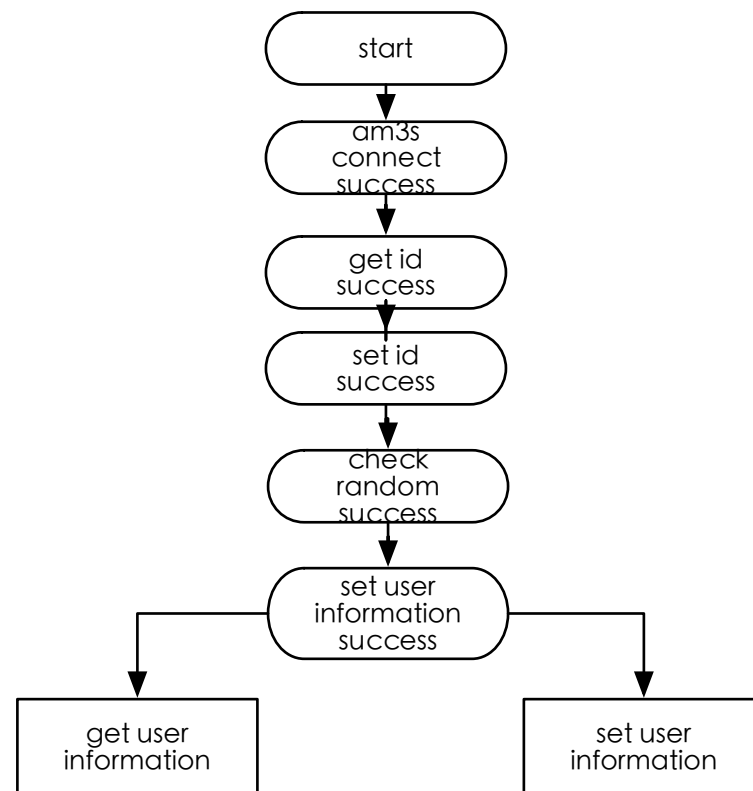 start
am3s
connect
success
get id
success
set id
success
check
random
success
set user
information
success
get user
information
set user
information